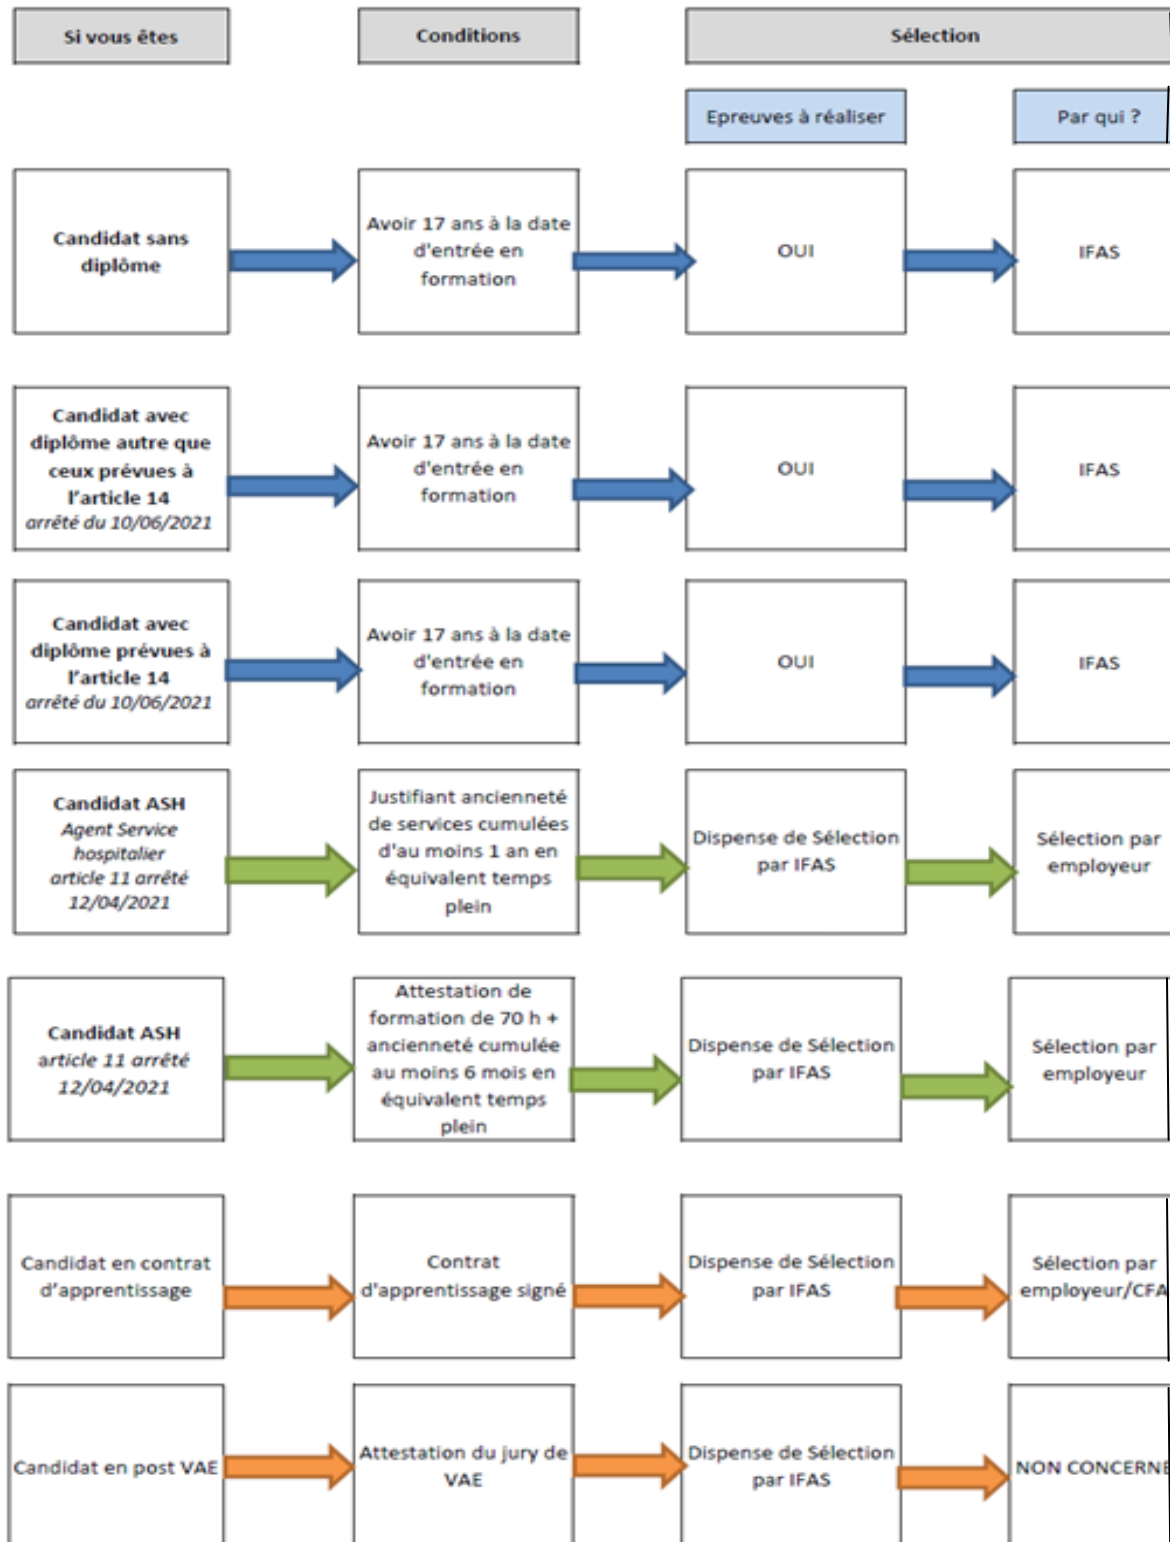 Si vous êtes
Conditions
Sélection
Epreuves à réaliser
Par qui ?
Candidat sans
diplôme
Avoir 17 ans à la date
d'entrée en
formation
OUI
IFAS
Candidat avec
diplôme autre que
ceux prévues à
l'article 14
arrêté du 10/06/2021
Avoir 17 ans à la date
d'entrée en
formation
OUI
IFAS
Candidat avec
diplôme prévues à
l'article 14
arrêté du 10/06/2021
Avoir 17 ans à la date
d'entrée en
formation
OUI
IFAS
Candidat ASH
Agent Service
hospitalier
article 11 arrêté
12/04/2021
Justifiant ancienneté
de services cumulées
d'au moins 1 an en
équivalent temps
plein
Dispense de Sélection
par IFAS
Sélection par
employeur
Candidat ASH
article 11 arrêté
12/04/2021
Attestation de
formation de 70 h +
ancienneté cumulée
au moins 6 mois en
équivalent temps
plein
Dispense de Sélection
par IFAS
Sélection par
employeur
Candidat en contrat
d'apprentissage
Contrat
d'apprentissage signé
Dispense de Sélection
par IFAS
Sélection par
employeur/CFA
Candidat en post VAE
Attestation du jury de
VAE
Dispense de Sélection
par IFAS
NON CONCERNE